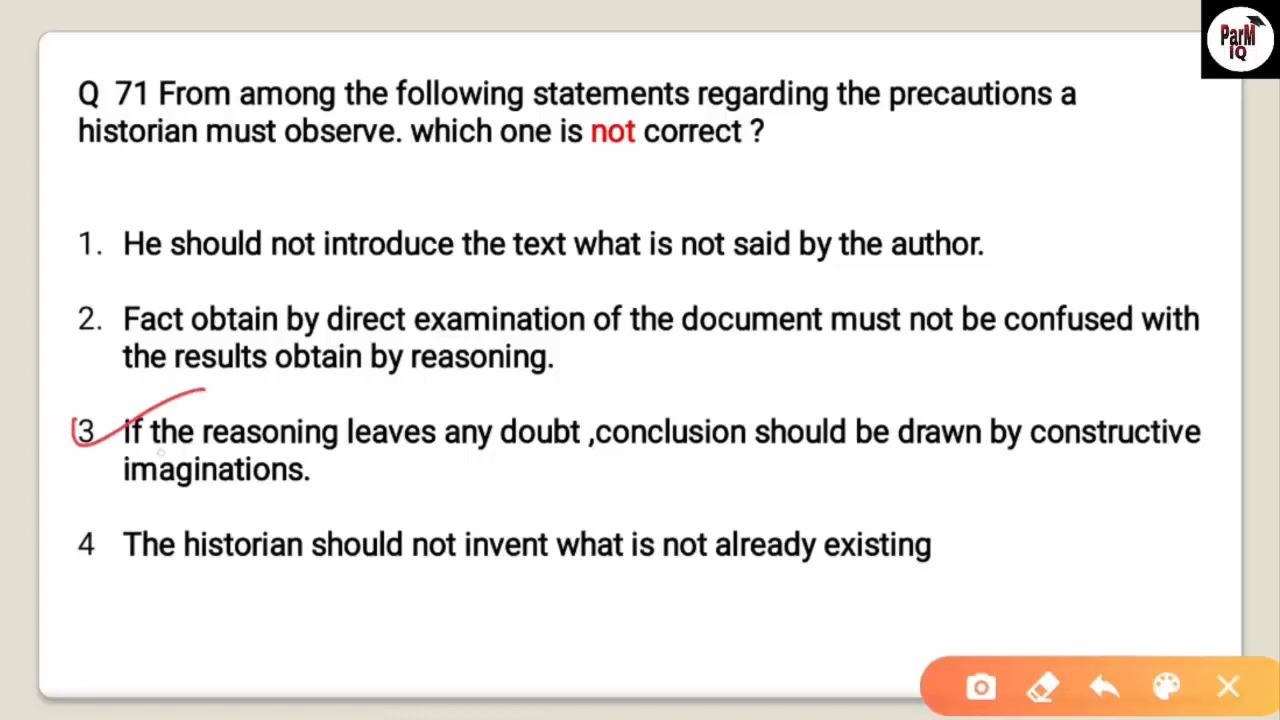 ParM
IQ
Q 71 From among the following statements regarding the precautions a
historian must observe. which one is not correct ?
1. He should not introduce the text what is not said by the author.
2. Fact obtain by direct examination of the document must not be confused with
the results obtain by reasoning.
3 If the reasoning leaves any doubt ,conclusion should be drawn by constructive
imaginations.
4 The historian should not invent what is not already existing